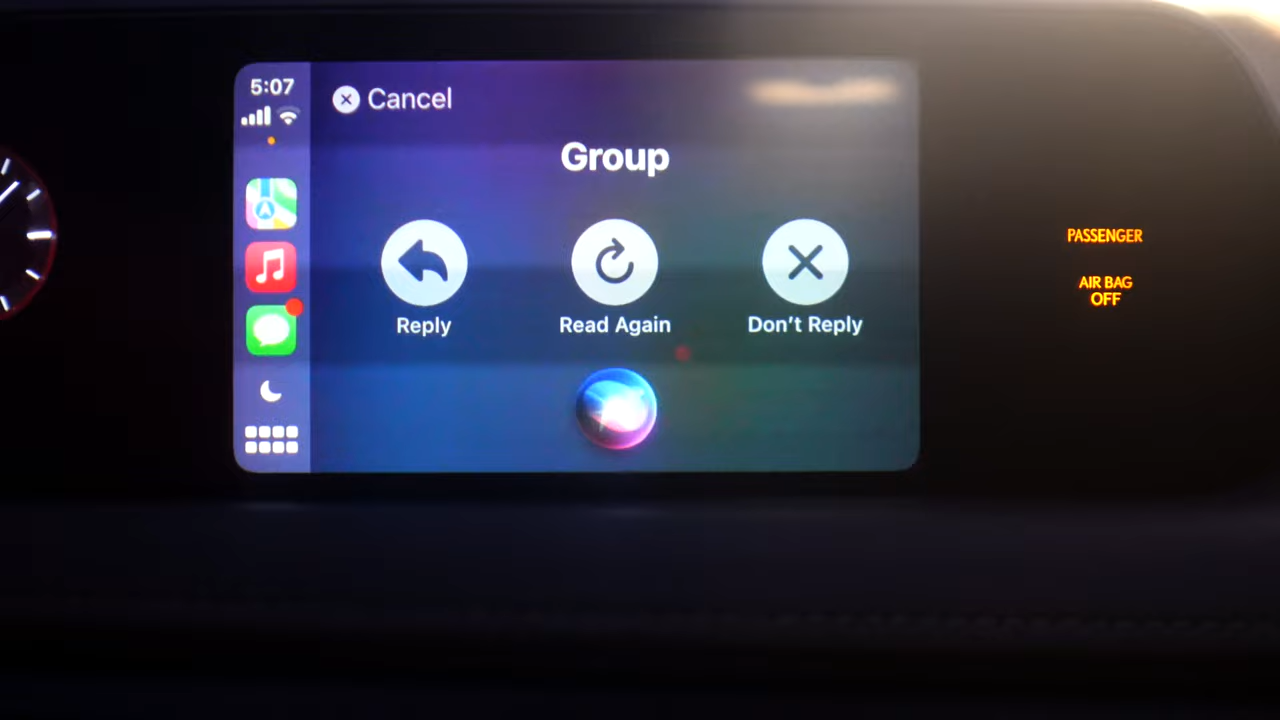 5:07
Cancel
Group
Reply
Read Again
Don't Reply
PASSENGER
AIR BAG
OFF